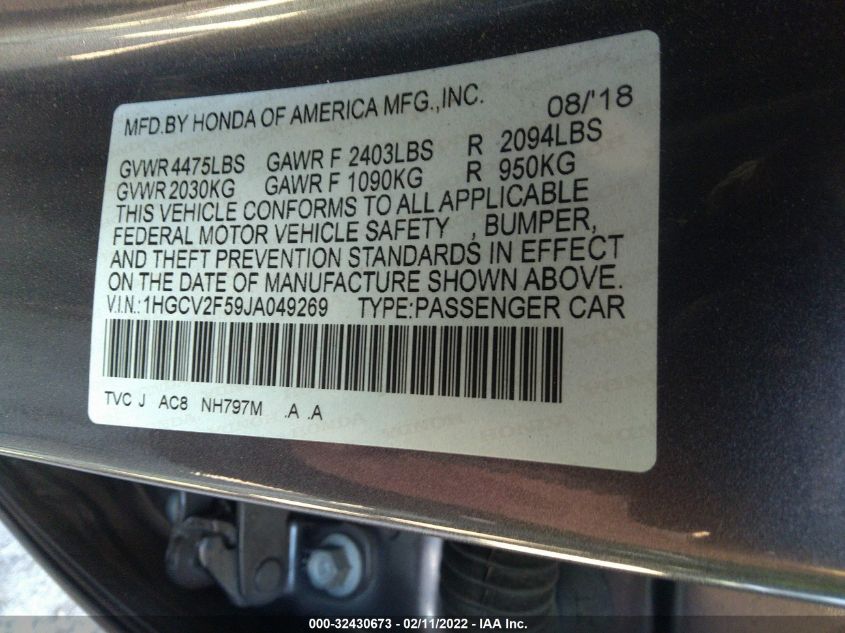 MFD.BY HONDA OF AMERICA MFG.,INC. 08/'18
GVWR 4475LBS GAWR F 2403LBS R 2094LBS
GVWR 2030KG GAWR F 1090KG R 950KG
THIS VEHICLE CONFORMS TO ALL APPLICABLE
FEDERAL MOTOR VEHICLE SAFETY , BUMPER,
AND THEFT PREVENTION STANDARDS IN EFFECT
ON THE DATE OF MANUFACTURE SHOWN ABOVE.
V.I.N.:1HGCV2F59JA049269 TYPE:PASSENGER CAR
TVC J AC8 NH797M .A .A
000-32430673 — 02/11/2022 — IAA Inc.